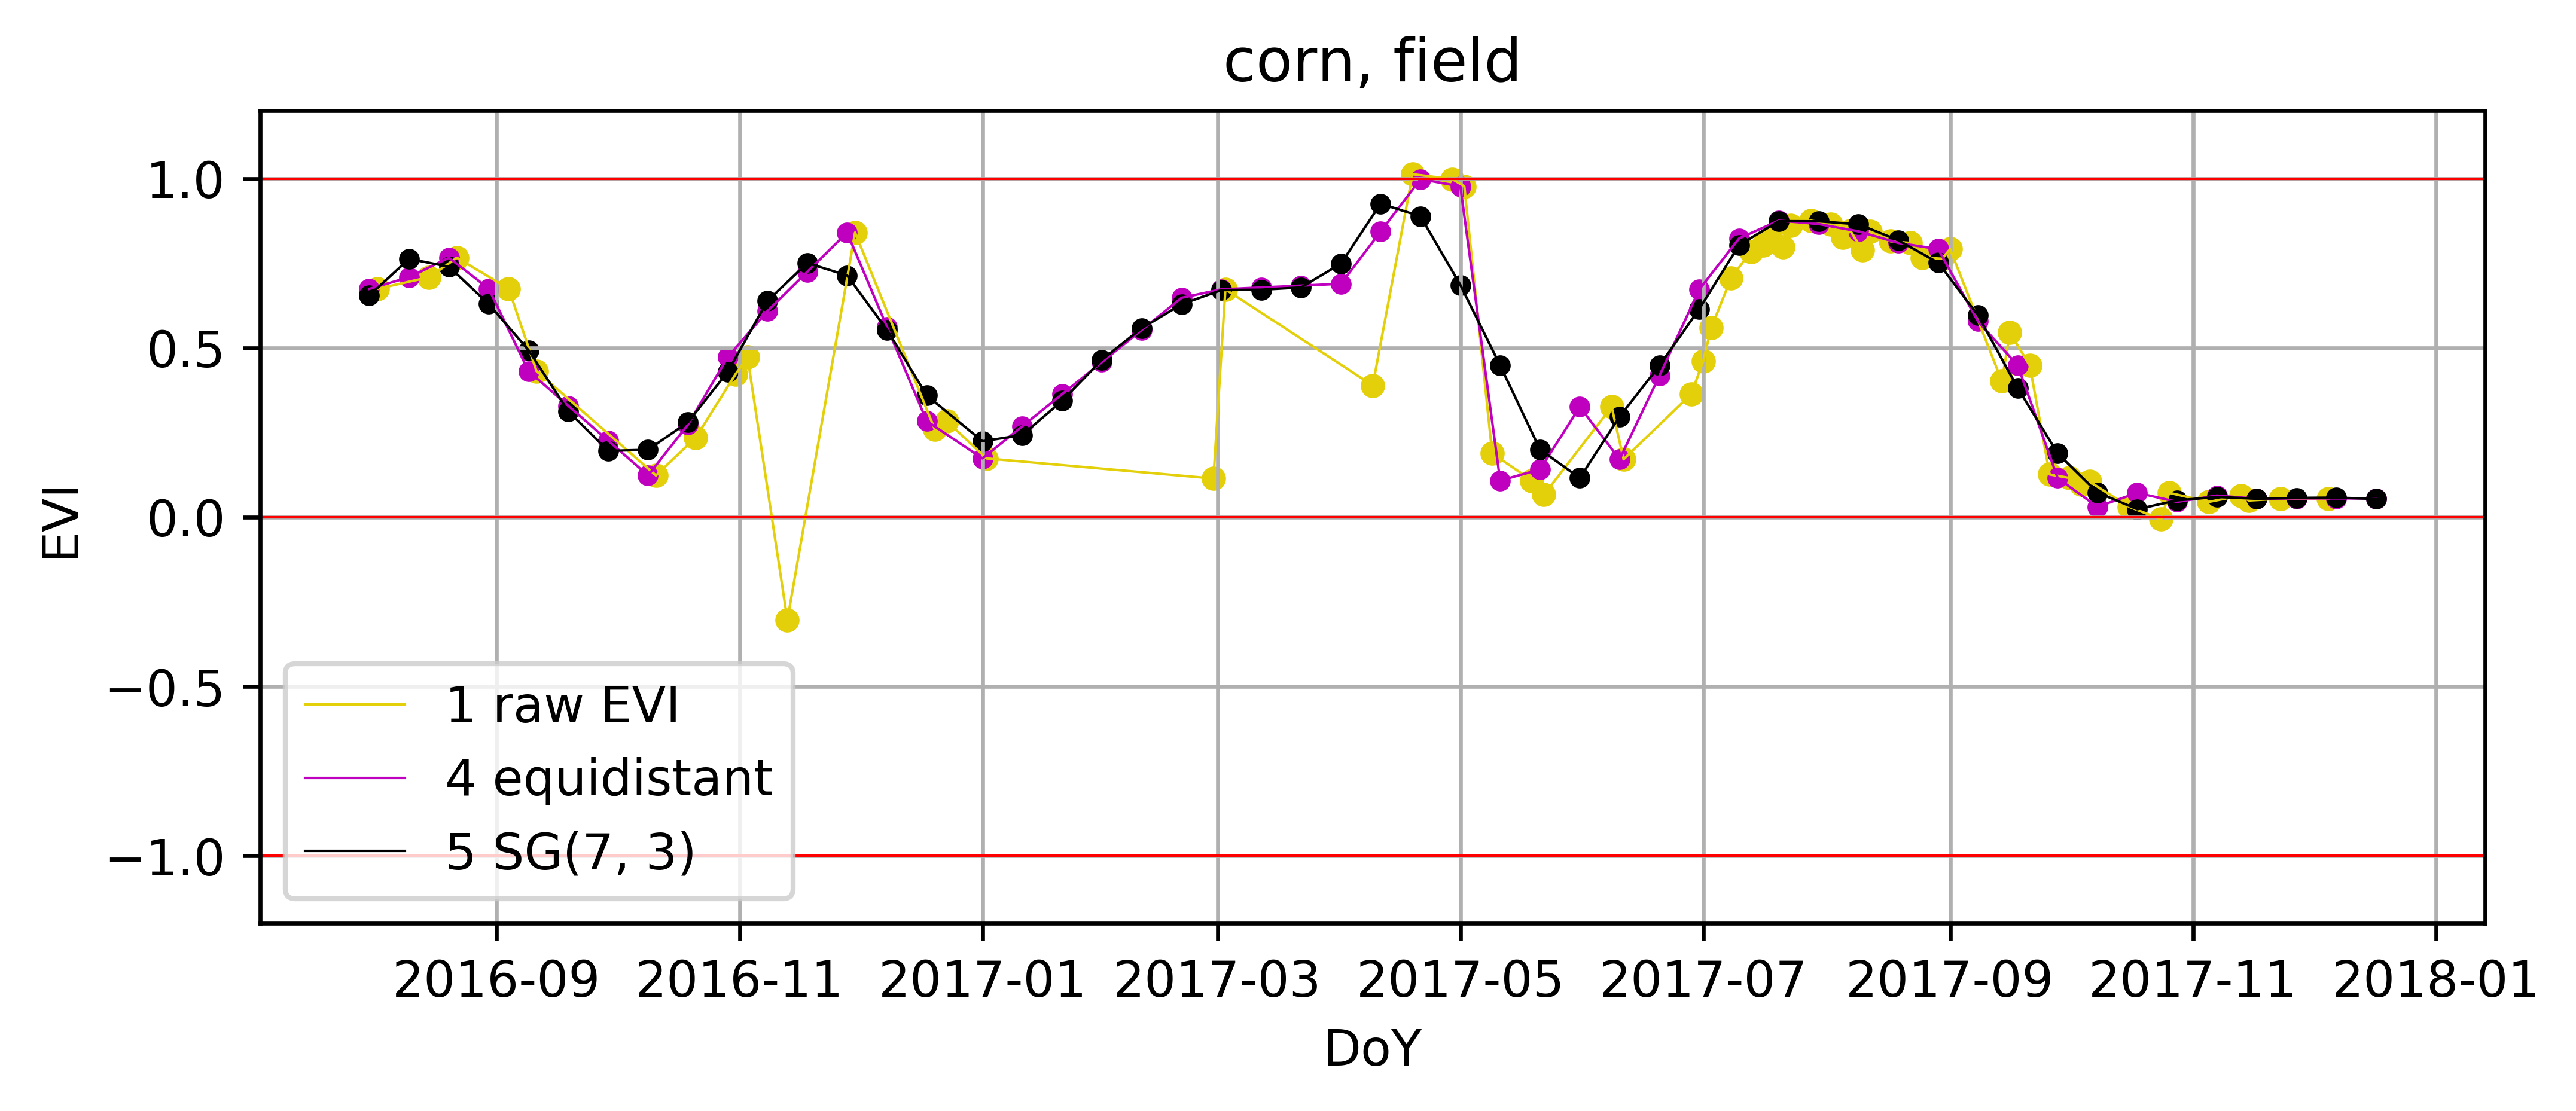 corn, field
1.0
0.5
0.0
−0.5
−1.0
EVI
1 raw EVI
4 equidistant
5 SG(7, 3)
2016-09 2016-11 2017-01 2017-03 2017-05 2017-07 2017-09 2017-11 2018-01
DoY